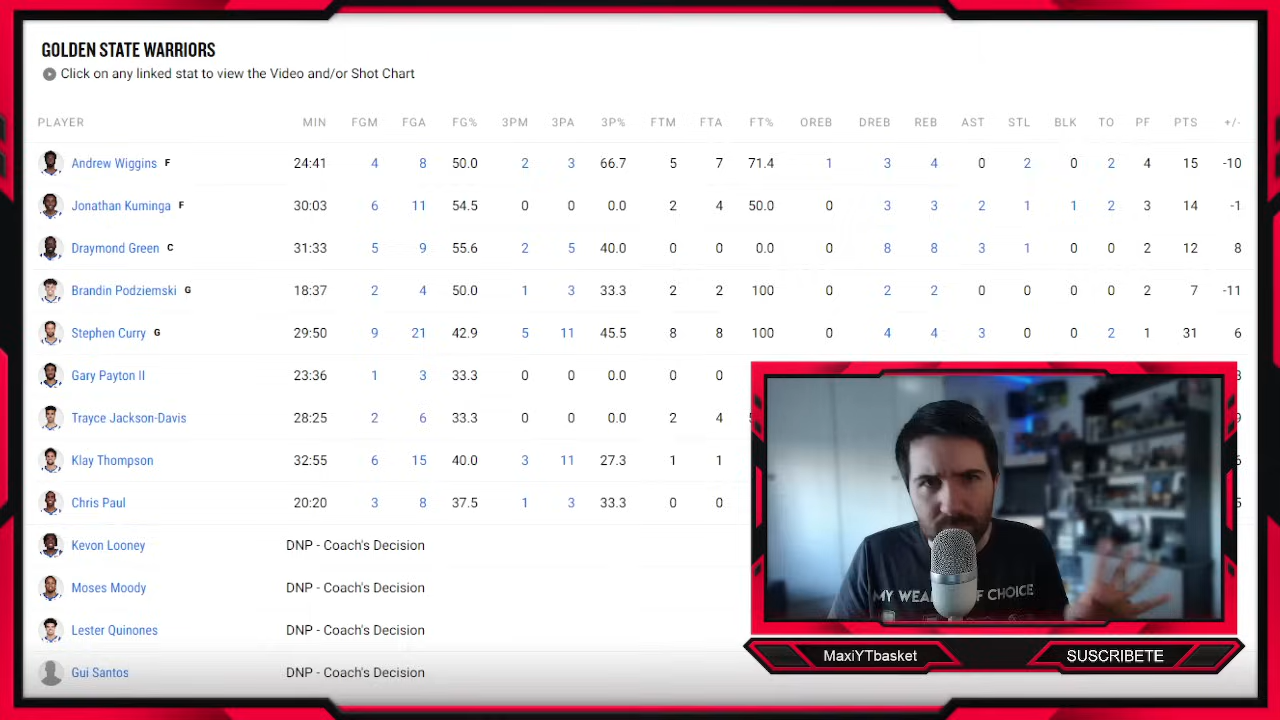 GOLDEN STATE WARRIORS
Click on any linked stat to view the Video and/or Shot Chart
PLAYER MIN FGM FGA FG% 3PM 3PA 3P% FTM FTA FT% OREB DREB REB AST STL BLK TO PF PTS +/-
Andrew Wiggins F 24:41 4 8 50.0 2 3 66.7 5 7 71.4 1 3 4 0 2 0 2 4 15 -10
Jonathan Kuminga F 30:03 6 11 54.5 0 0 0.0 2 4 50.0 0 3 3 2 1 1 2 3 14 -1
Draymond Green C 31:33 5 9 55.6 2 5 40.0 0 0 0.0 0 8 8 3 1 0 0 2 12 8
Brandin Podziemski G 18:37 2 4 50.0 1 3 33.3 2 2 100 0 2 2 0 0 0 0 2 7 -11
Stephen Curry G 29:50 9 21 42.9 5 11 45.5 8 8 100 0 4 4 3 0 0 2 1 31 6
Gary Payton II 23:36 1 3 33.3 0 0 0.0 0 0
Trayce Jackson-Davis 28:25 2 6 33.3 0 0 0.0 2 4
Klay Thompson 32:55 6 15 40.0 3 11 27.3 1 1
Chris Paul 20:20 3 8 37.5 1 3 33.3 0 0
Kevon Looney DNP - Coach's Decision
Moses Moody DNP - Coach's Decision
Lester Quinones DNP - Coach's Decision
Gui Santos DNP - Coach's Decision
MY OF CHOICE
MaxiYTbasket SUSCRIBETE